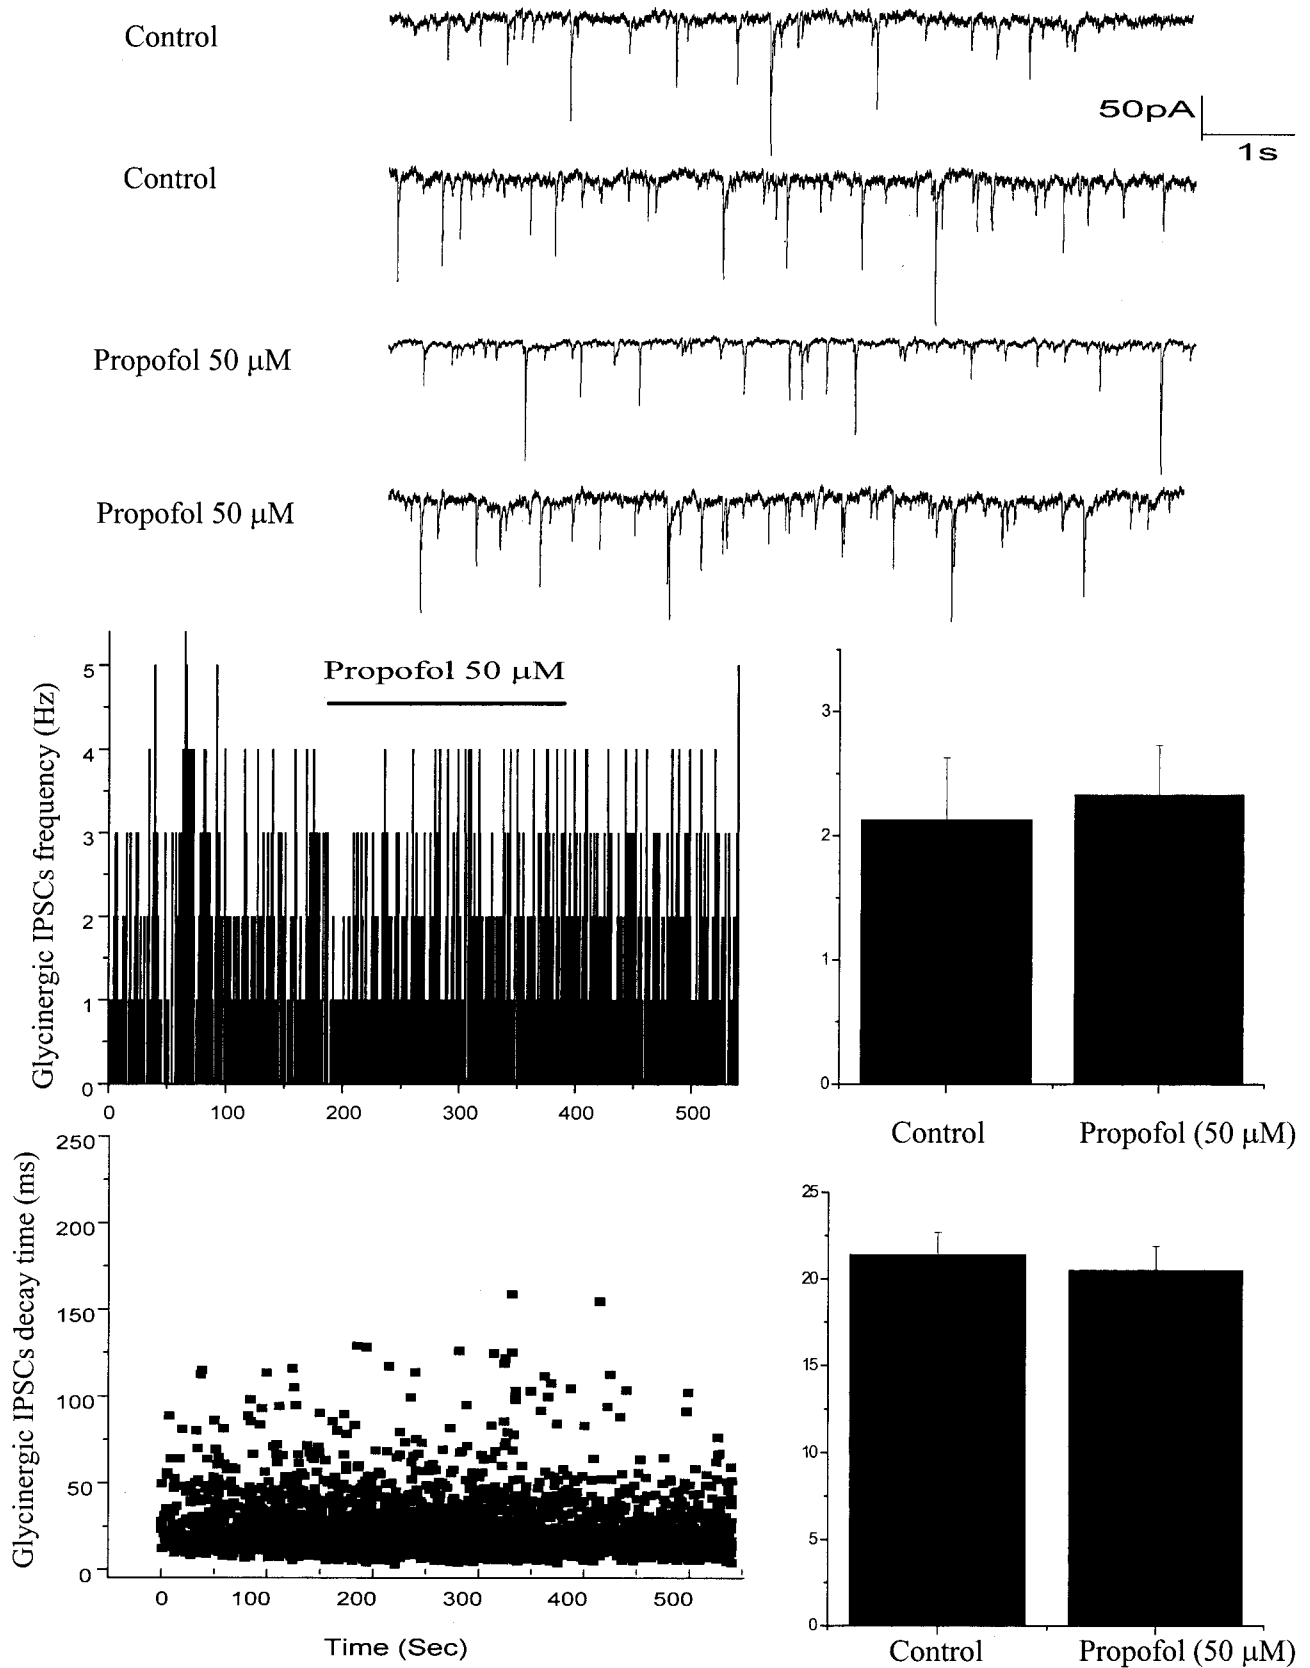 Control
50pA
1s
Control
Propofol 50 μM
Propofol 50 μM
Glycinergic IPSCs frequency (Hz)
5
4
3
2
1
0
Propofol 50 μM
0 100 200 300 400 500
3
2
1
0
Control Propofol (50 μM)
Glycinergic IPSCs decay time (ms)
250
200
150
100
50
0
0 100 200 300 400 500
Time (Sec)
25
20
15
10
5
0
Control Propofol (50 μM)